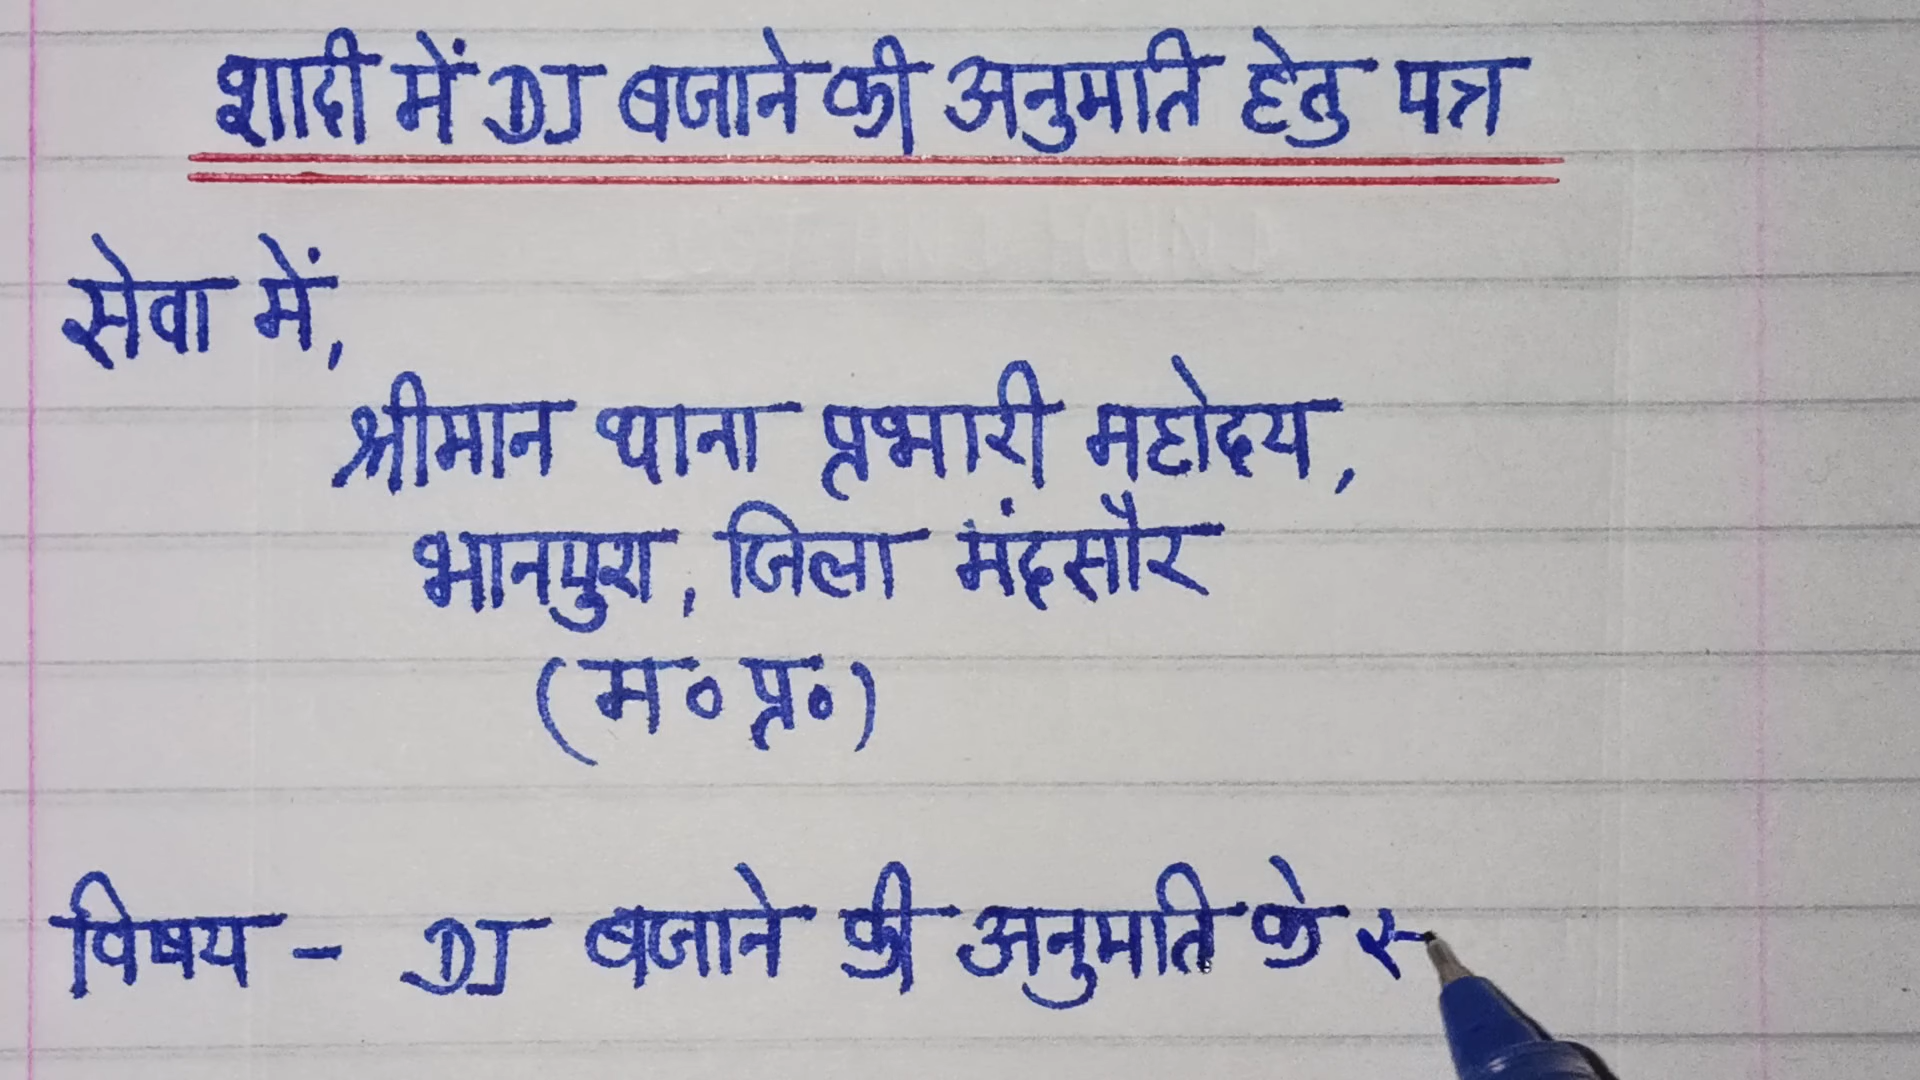 शादी में DJ बजाने की अनुमति हेतु पत्र
सेवा में,
श्रीमान थाना प्रभारी महोदय,
भानपुरा, जिला मंदसौर
(म० प्र०)
विषय - DJ बजाने की अनुमति के